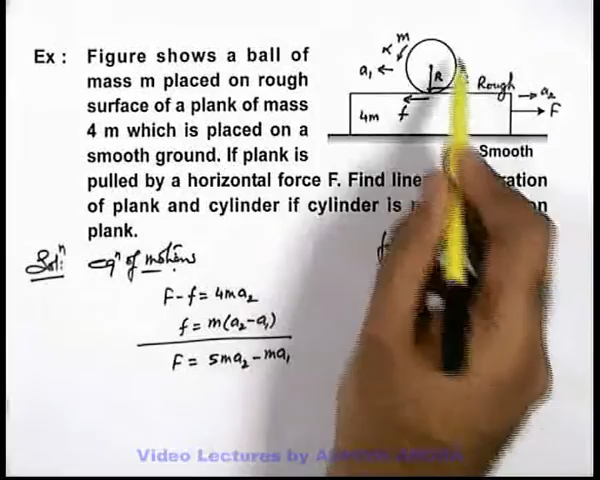 Ex : Figure shows a ball of
mass m placed on rough
surface of a plank of mass
4 m which is placed on a
smooth ground. If plank is
pulled by a horizontal force F. Find
of plank and cylinder if cylinder is
plank.
m
α
a₁
R
Rough
a₂
F
4m
f
Smooth
Solⁿ: eqⁿ of motions
F-f = 4ma₂
f = m(a₂-a₁)
F = 5ma₂ - ma₁
Video Lectures by